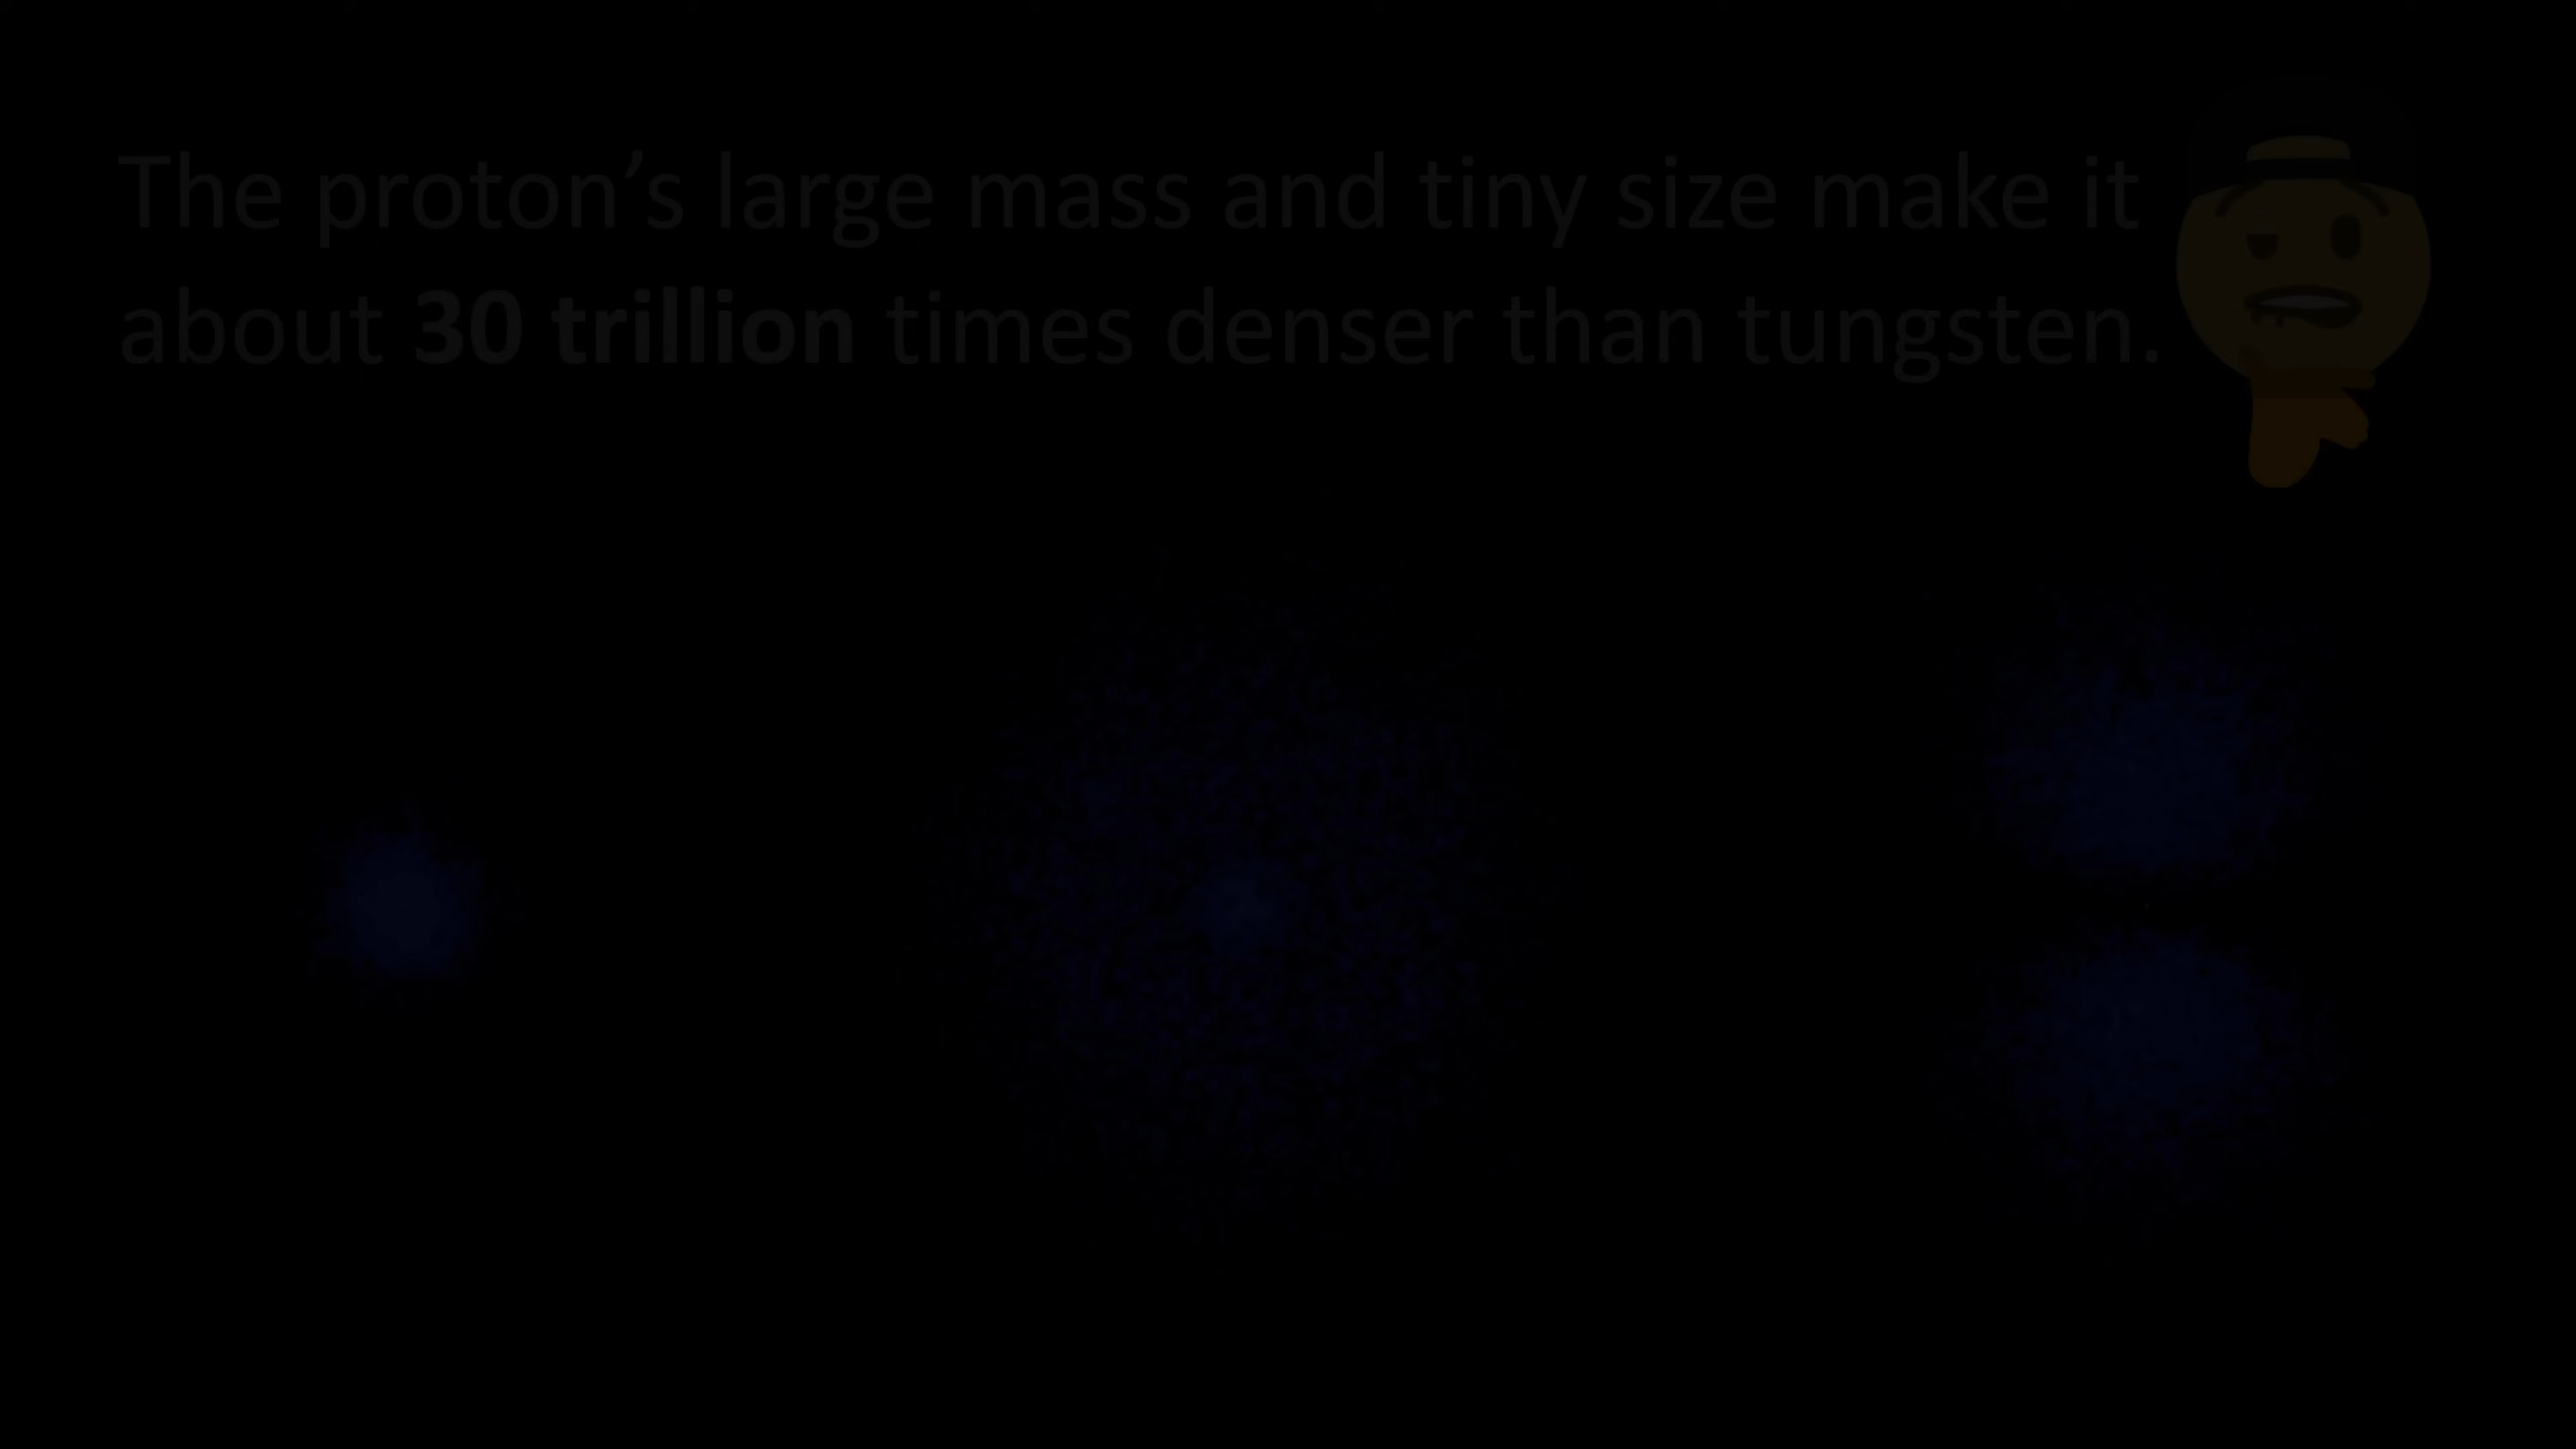 The proton’s large mass and tiny size make it
about 30 trillion times denser than tungsten.